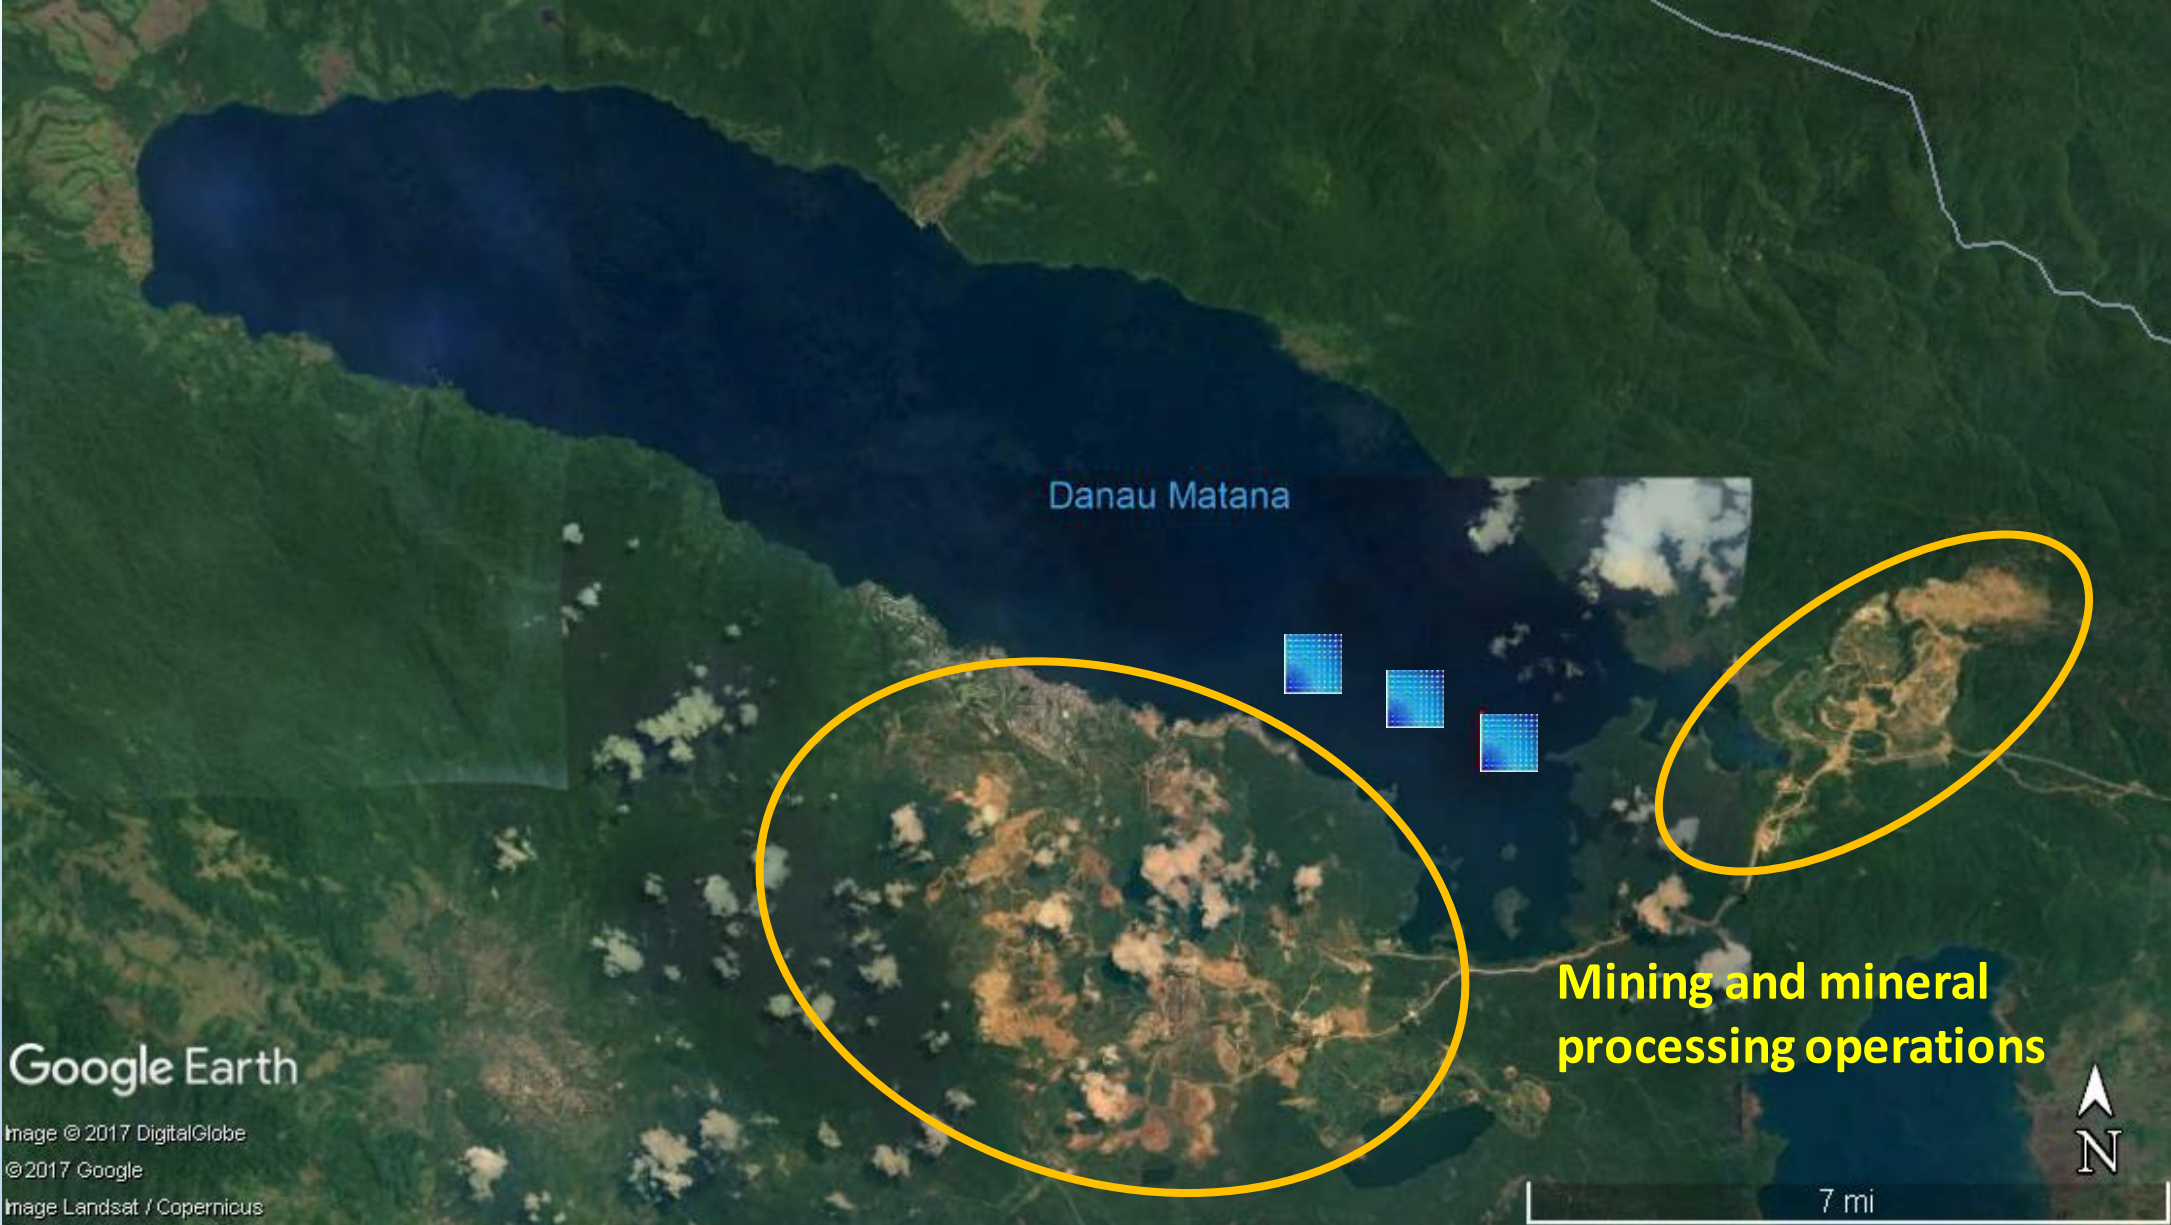 Danau Matana
Mining and mineral
processing operations
Google Earth
Image © 2017 DigitalGlobe
© 2017 Google
Image Landsat / Copernicus
N
7 mi